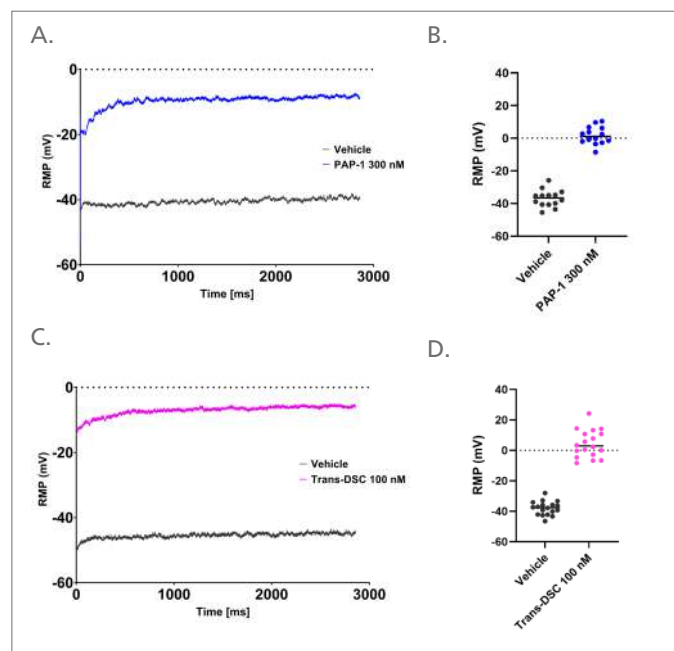 A.
0
-20
-40
-60
RMP (mV)
Vehicle
PAP-1 300 nM
0
1000
2000
3000
Time [ms]
B.
40
20
0
-20
-40
-60
RMP (mV)
Vehicle
PAP-1 300 nM
C.
0
-20
-40
-60
RMP (mV)
Vehicle
Trans-DSC 100 nM
0
1000
2000
3000
Time [ms]
D.
40
20
0
-20
-40
-60
RMP (mV)
Vehicle
Trans-DSC 100 nM